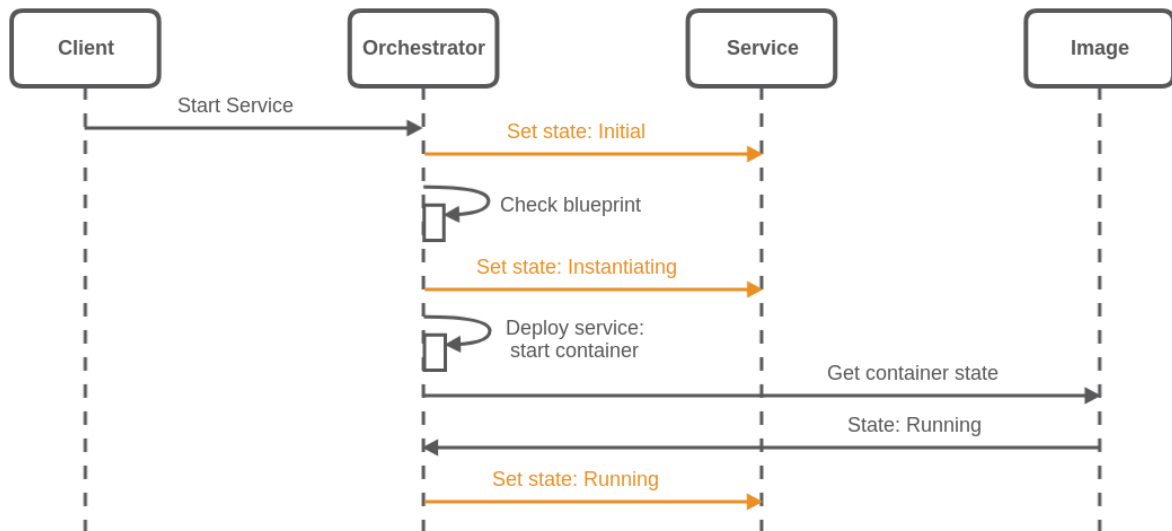 Client
Orchestrator
Service
Image
Start Service
Set state: Initial
Check blueprint
Set state: Instantiating
Deploy service:
start container
Get container state
State: Running
Set state: Running